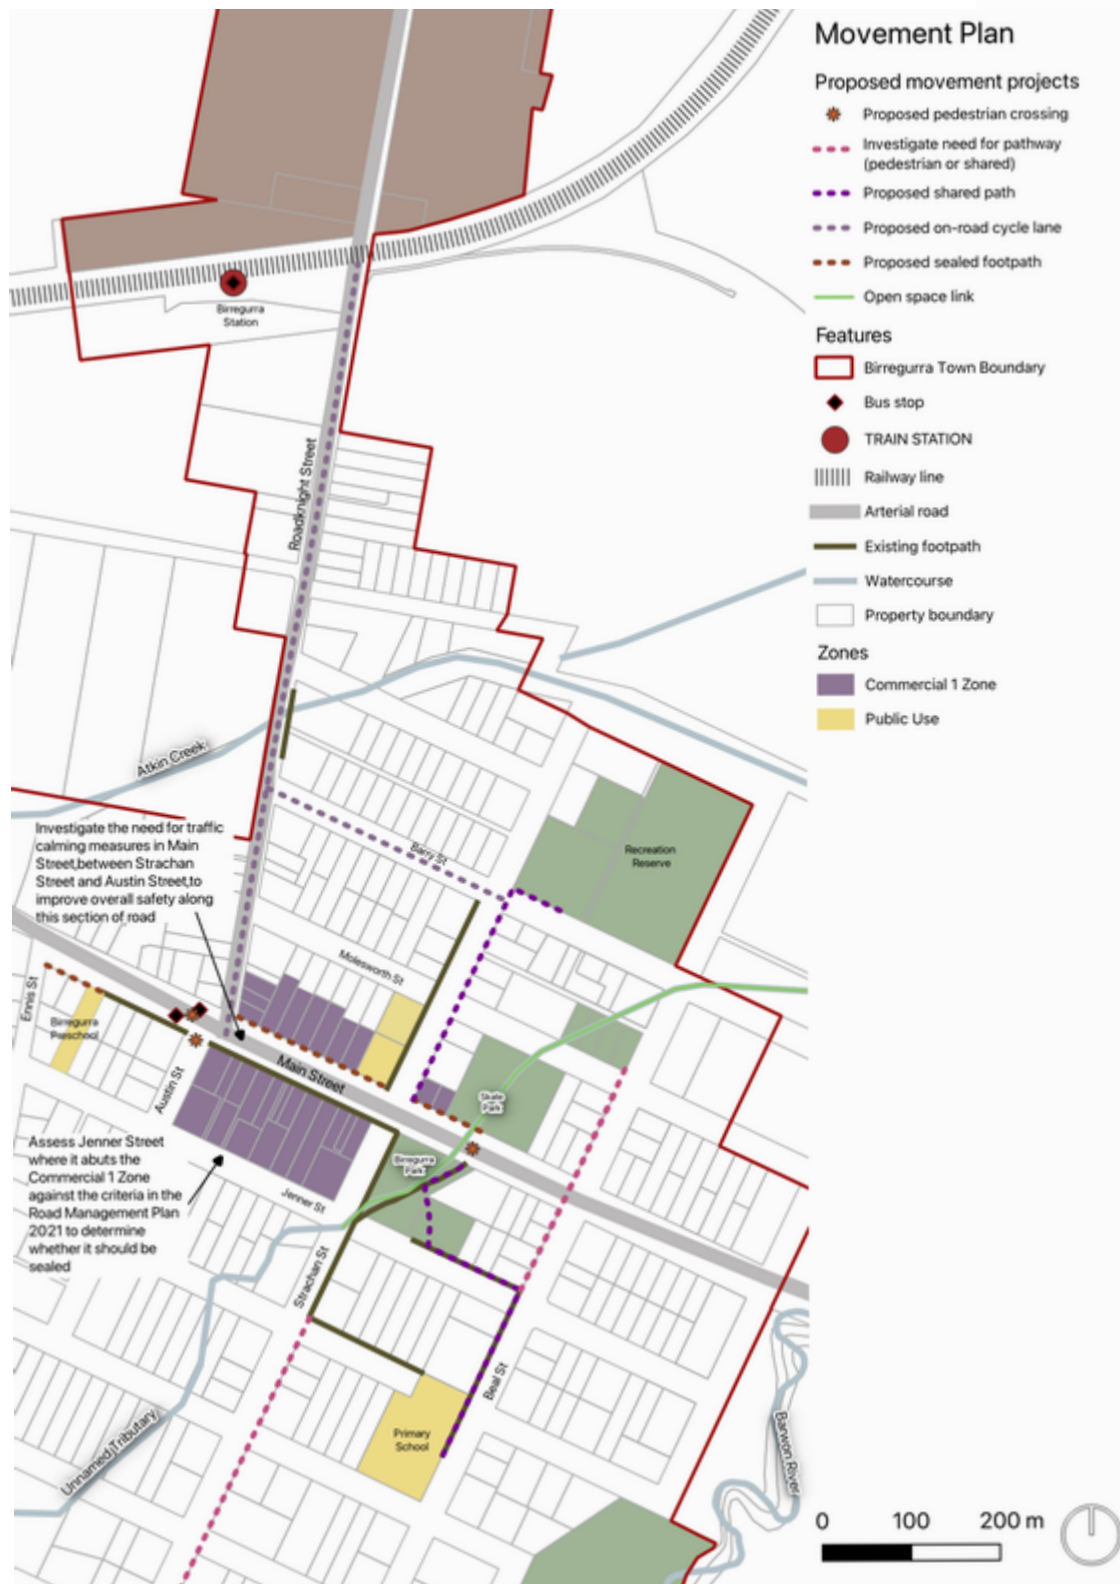 Movement Plan
Proposed movement projects
Proposed pedestrian crossing
Investigate need for pathway
(pedestrian or shared)
Proposed shared path
Proposed on-road cycle lane
Proposed sealed footpath
Open space link
Features
Birregurra Town Boundary
Bus stop
TRAIN STATION
Railway line
Arterial road
Existing footpath
Watercourse
Property boundary
Zones
Commercial 1 Zone
Public Use
Birregurra
Station
Roadknight Street
Atkin Creek
Investigate the need for traffic
calming measures in Main
Street,between Strachan
Street and Austin Street,to
improve overall safety along
this section of road
Barry St
Recreation
Reserve
Molesworth St
Ennis St
Birregurra
Preschool
Austin St
Main Street
Skate
Park
Birregurra
Park
Assess Jenner Street
where it abuts the
Commercial 1 Zone
against the criteria in the
Road Management Plan
2021 to determine
whether it should be
sealed
Jenner St
Strachan St
Beal St
Primary
School
Unnamed Tributary
Barwon River
0 100 200 m